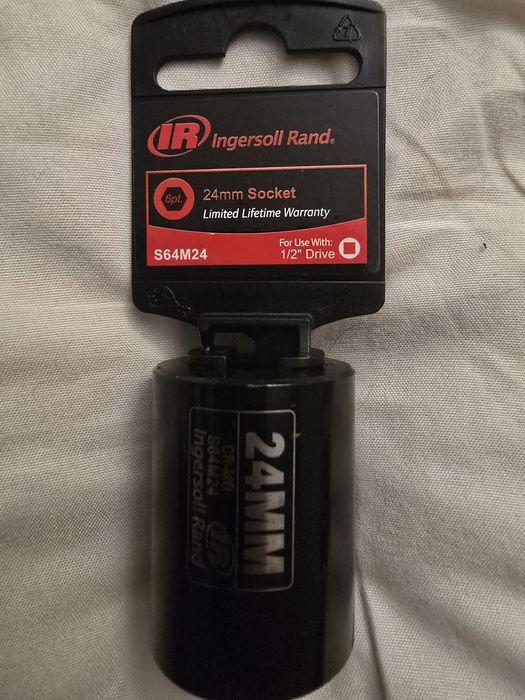 IR Ingersoll Rand®
6pt.
24mm Socket
Limited Lifetime Warranty
S64M24
For Use With:
1/2" Drive
24MM
CR-MO
S64M24
IR
Ingersoll Rand